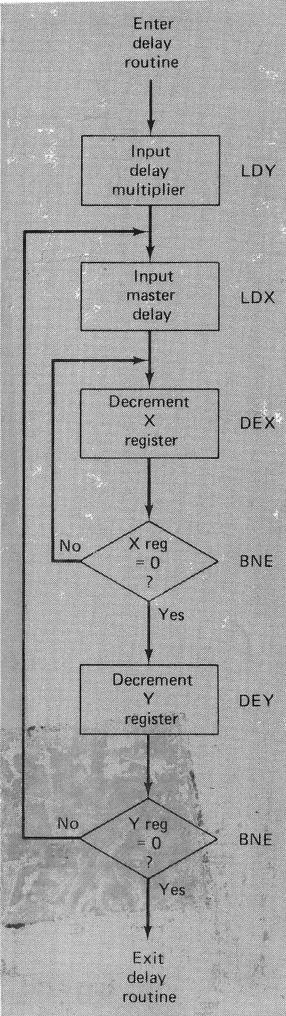 Enter
delay
routine
Input
delay
multiplier
LDY
Input
master
delay
LDX
Decrement
X
register
DEX
X reg
= 0
?
BNE
No
Yes
Decrement
Y
register
DEY
Y reg
= 0
?
BNE
No
Yes
Exit
delay
routine